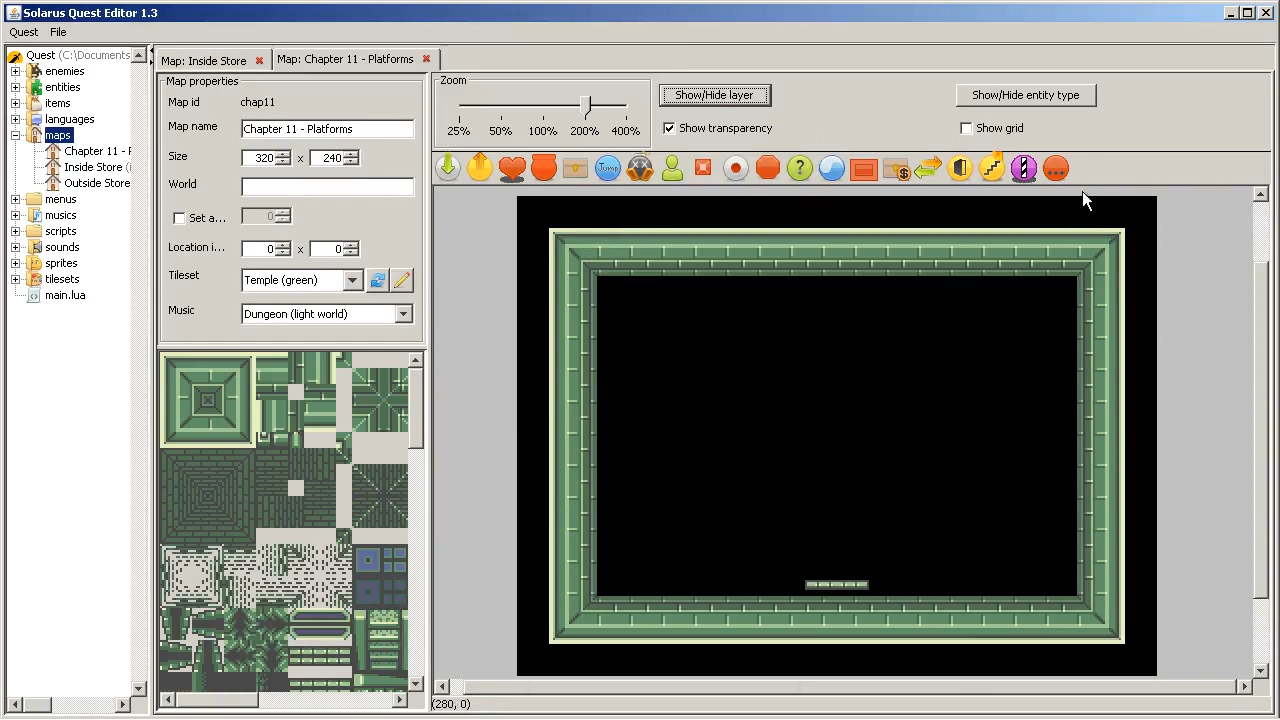 Solarus Quest Editor 1.3
Quest File
Quest (C:\Documents
enemies
entities
items
languages
maps
Chapter 11 - F
Inside Store (i
Outside Store
menus
musics
scripts
sounds
sprites
tilesets
main.lua
Map: Inside Store
Map: Chapter 11 - Platforms
Map properties
Map id chap11
Map name Chapter 11 - Platforms
Size 320 x 240
World
Set a... 0
Location i... 0 x 0
Tileset Temple (green)
Music Dungeon (light world)
Zoom
25% 50% 100% 200% 400%
Show/Hide layer
Show transparancy
Show/Hide entity type
Show grid
Jump
?
$
...
(280, 0)